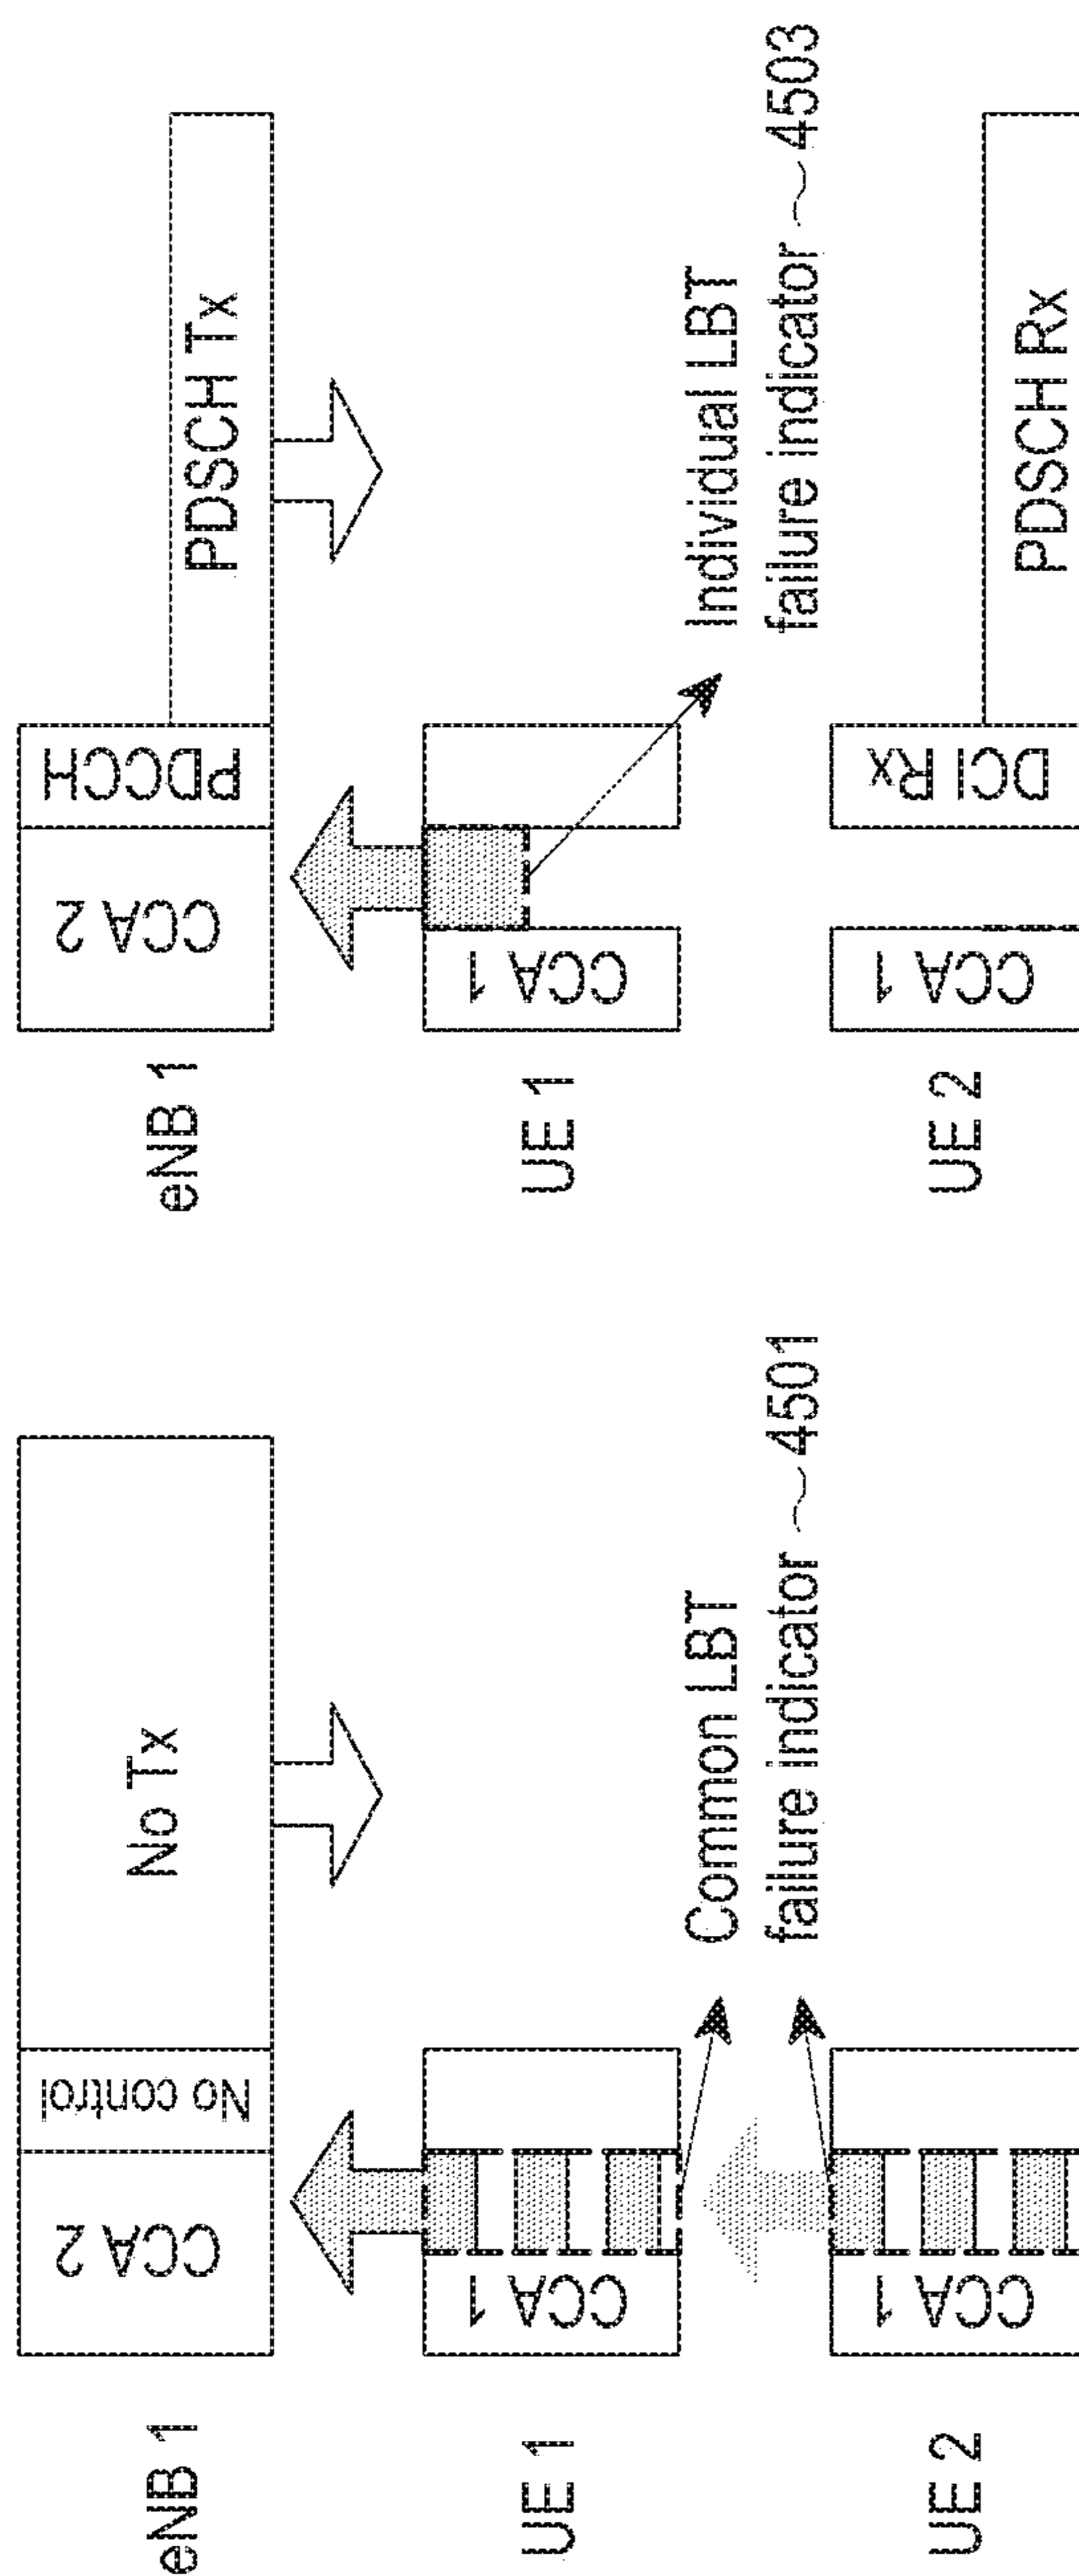 eNB 1
CCA 2
No control
No Tx
UE 1
CCA 1
Common LBT
failure indicator ~4501
UE 2
CCA 1
eNB 1
CCA 2
PDCCH
PDSCH Tx
UE 1
CCA 1
Individual LBT
failure indicator ~4503
UE 2
CCA 1
DCI Rx
PDSCH Rx